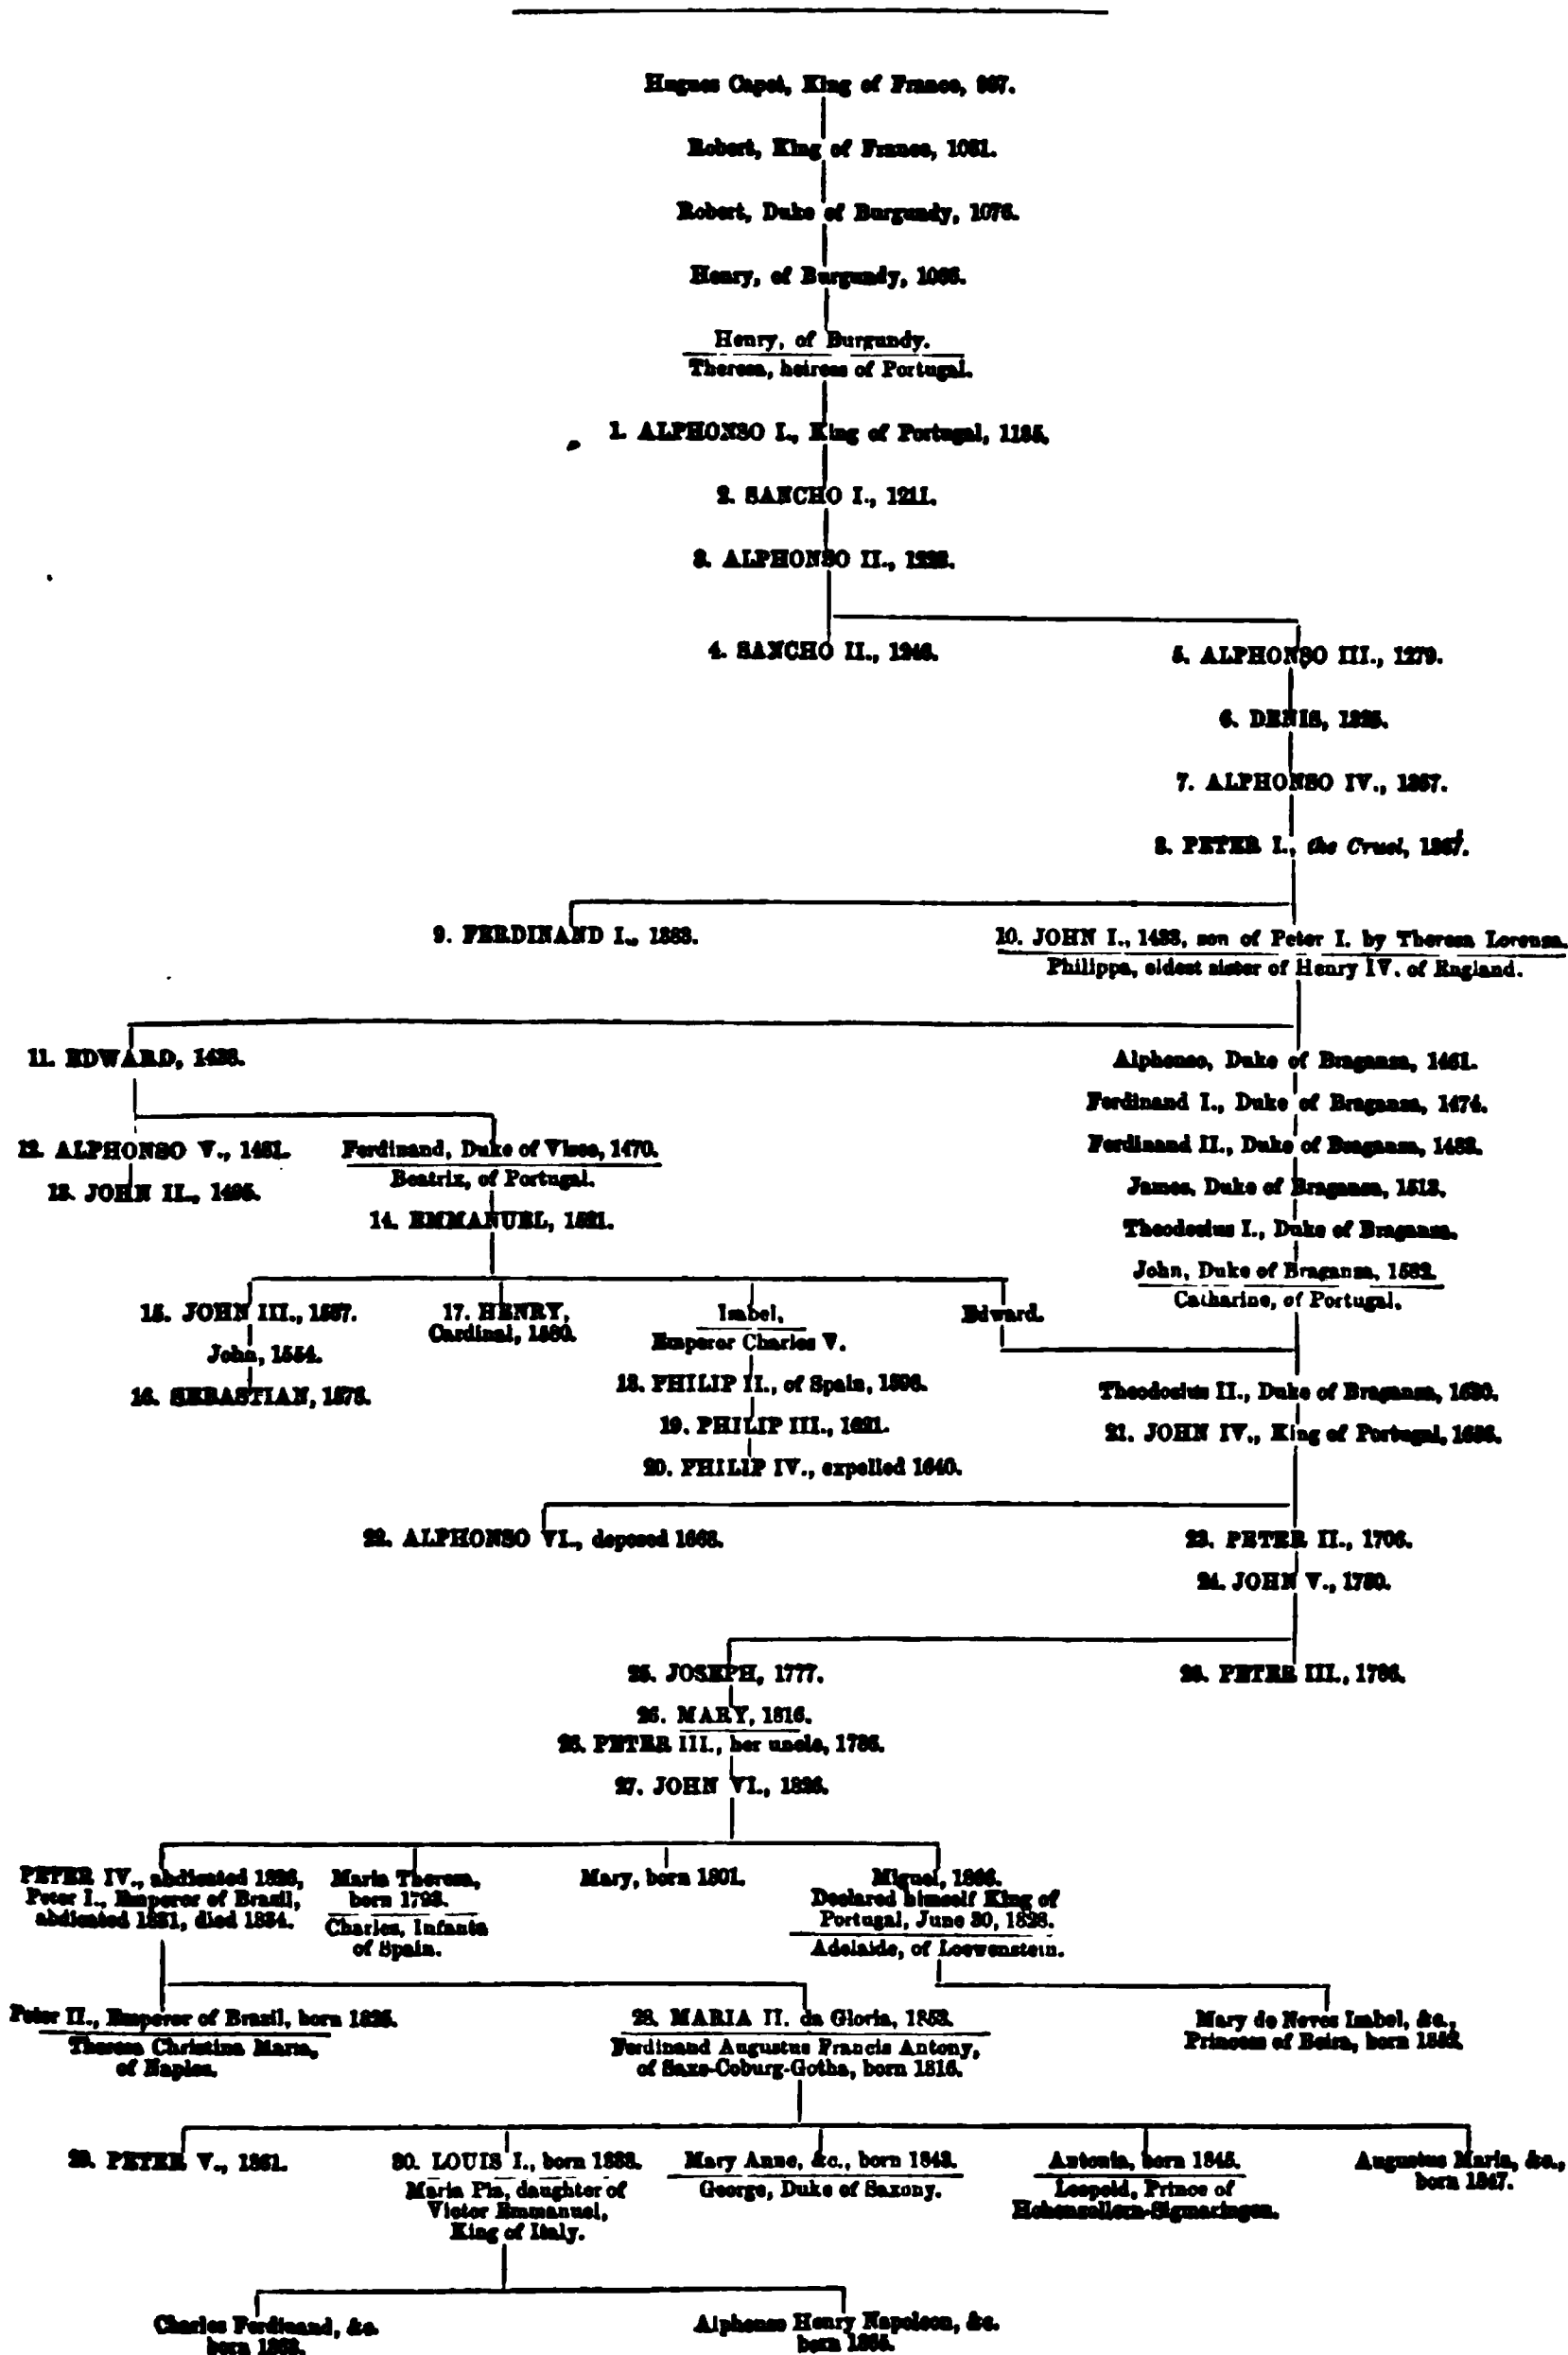 Hugues Capet, King of France, 997.
Robert, King of France, 1031.
Robert, Duke of Burgundy, 1076.
Henry, of Burgundy, 1066.
Henry, of Burgundy.
Theresa, heiress of Portugal.
1. ALPHONSO I., King of Portugal, 1185.
2. SANCHO I., 1211.
3. ALPHONSO II., 1223.
4. SANCHO II., 1246.
5. ALPHONSO III., 1279.
6. DENIS, 1325.
7. ALPHONSO IV., 1357.
8. PETER I., the Cruel, 1367.
9. FERDINAND I., 1383.
10. JOHN I., 1433, son of Peter I. by Theresa Lorenza.
Philippa, eldest sister of Henry IV. of England.
11. EDWARD, 1438.
Alphonso, Duke of Braganza, 1461.
Ferdinand I., Duke of Braganza, 1474.
12. ALPHONSO V., 1481.
Ferdinand, Duke of Viseo, 1470.
Ferdinand II., Duke of Braganza, 1483.
Beatrix, of Portugal.
13. JOHN II., 1495.
James, Duke of Braganza, 1513.
14. EMMANUEL, 1521.
Theodosius I., Duke of Braganza.
John, Duke of Braganza, 1582.
Catharine, of Portugal.
15. JOHN III., 1557.
17. HENRY,
Cardinal, 1580.
Isabel,
Emperor Charles V.
Edward.
John, 1554.
16. SEBASTIAN, 1578.
18. PHILIP II., of Spain, 1598.
Theodosius II., Duke of Braganza, 1630.
19. PHILIP III., 1621.
21. JOHN IV., King of Portugal, 1656.
20. PHILIP IV., expelled 1640.
22. ALPHONSO VI., deposed 1668.
23. PETER II., 1706.
24. JOHN V., 1750.
25. JOSEPH, 1777.
26. PETER III., 1786.
26. MARY, 1816.
26. PETER III., her uncle, 1786.
27. JOHN VI., 1826.
PETER IV., abdicated 1826,
Peter I., Emperor of Brazil,
abdicated 1831, died 1834.
Maria Theresa,
born 1793.
Charles, Infanta
of Spain.
Mary, born 1801.
Miguel, 1866.
Declared himself King of
Portugal, June 30, 1828.
Adelaide, of Loewenstein.
Peter II., Emperor of Brazil, born 1825.
Theresa Christina Maria,
of Naples.
28. MARIA II. da Gloria, 1853.
Ferdinand Augustus Francis Antony,
of Saxe-Coburg-Gotha, born 1816.
Mary de Neves Isabel, &c.,
Princess of Beira, born 1852.
29. PETER V., 1861.
30. LOUIS I., born 1838.
Maria Pia, daughter of
Victor Emmanuel,
King of Italy.
Mary Anne, &c., born 1843.
George, Duke of Saxony.
Antonia, born 1845.
Leopold, Prince of
Hohenzollern-Sigmaringen.
Augustus Maria, &c.,
born 1847.
Charles Ferdinand, &c.
born 1863.
Alphonso Henry Napoleon, &c.
born 1865.